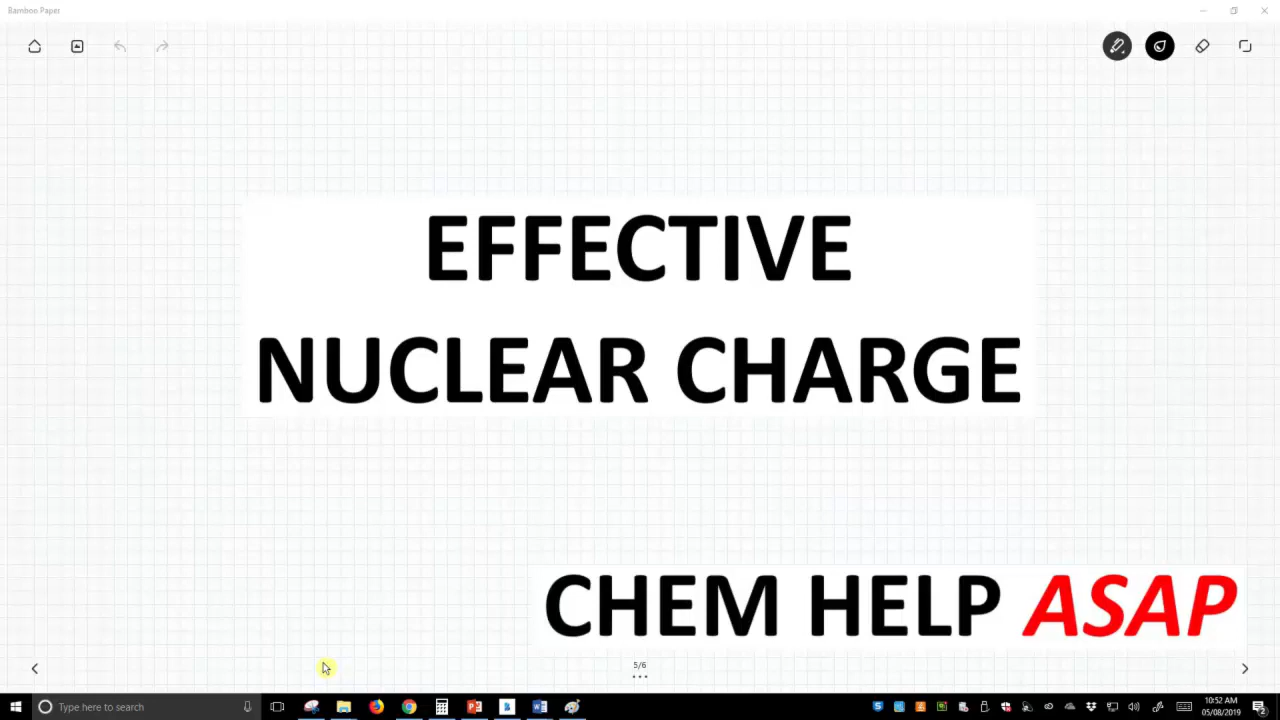 Bamboo Paper
EFFECTIVE
NUCLEAR CHARGE
CHEM HELP ASAP
5/6
Type here to search
10:52 AM
05/08/2019
2